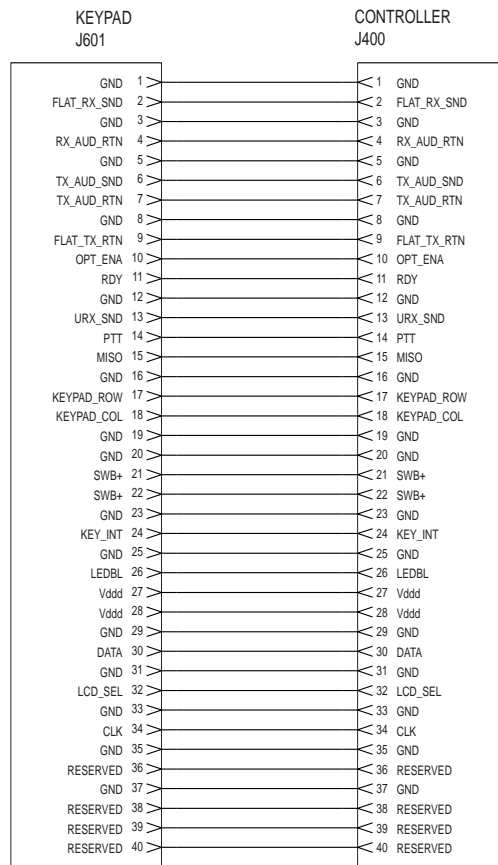 KEYPAD CONTROLLER
J601 J400
GND 1 1 GND
FLAT_RX_SND 2 2 FLAT_RX_SND
GND 3 3 GND
RX_AUD_RTN 4 4 RX_AUD_RTN
GND 5 5 GND
TX_AUD_SND 6 6 TX_AUD_SND
TX_AUD_RTN 7 7 TX_AUD_RTN
GND 8 8 GND
FLAT_TX_RTN 9 9 FLAT_TX_RTN
OPT_ENA 10 10 OPT_ENA
RDY 11 11 RDY
GND 12 12 GND
URX_SND 13 13 URX_SND
PTT 14 14 PTT
MISO 15 15 MISO
GND 16 16 GND
KEYPAD_ROW 17 17 KEYPAD_ROW
KEYPAD_COL 18 18 KEYPAD_COL
GND 19 19 GND
GND 20 20 GND
SWB+ 21 21 SWB+
SWB+ 22 22 SWB+
GND 23 23 GND
KEY_INT 24 24 KEY_INT
GND 25 25 GND
LEDBL 26 26 LEDBL
Vddd 27 27 Vddd
Vddd 28 28 Vddd
GND 29 29 GND
DATA 30 30 DATA
GND 31 31 GND
LCD_SEL 32 32 LCD_SEL
GND 33 33 GND
CLK 34 34 CLK
GND 35 35 GND
RESERVED 36 36 RESERVED
GND 37 37 GND
RESERVED 38 38 RESERVED
RESERVED 39 39 RESERVED
RESERVED 40 40 RESERVED